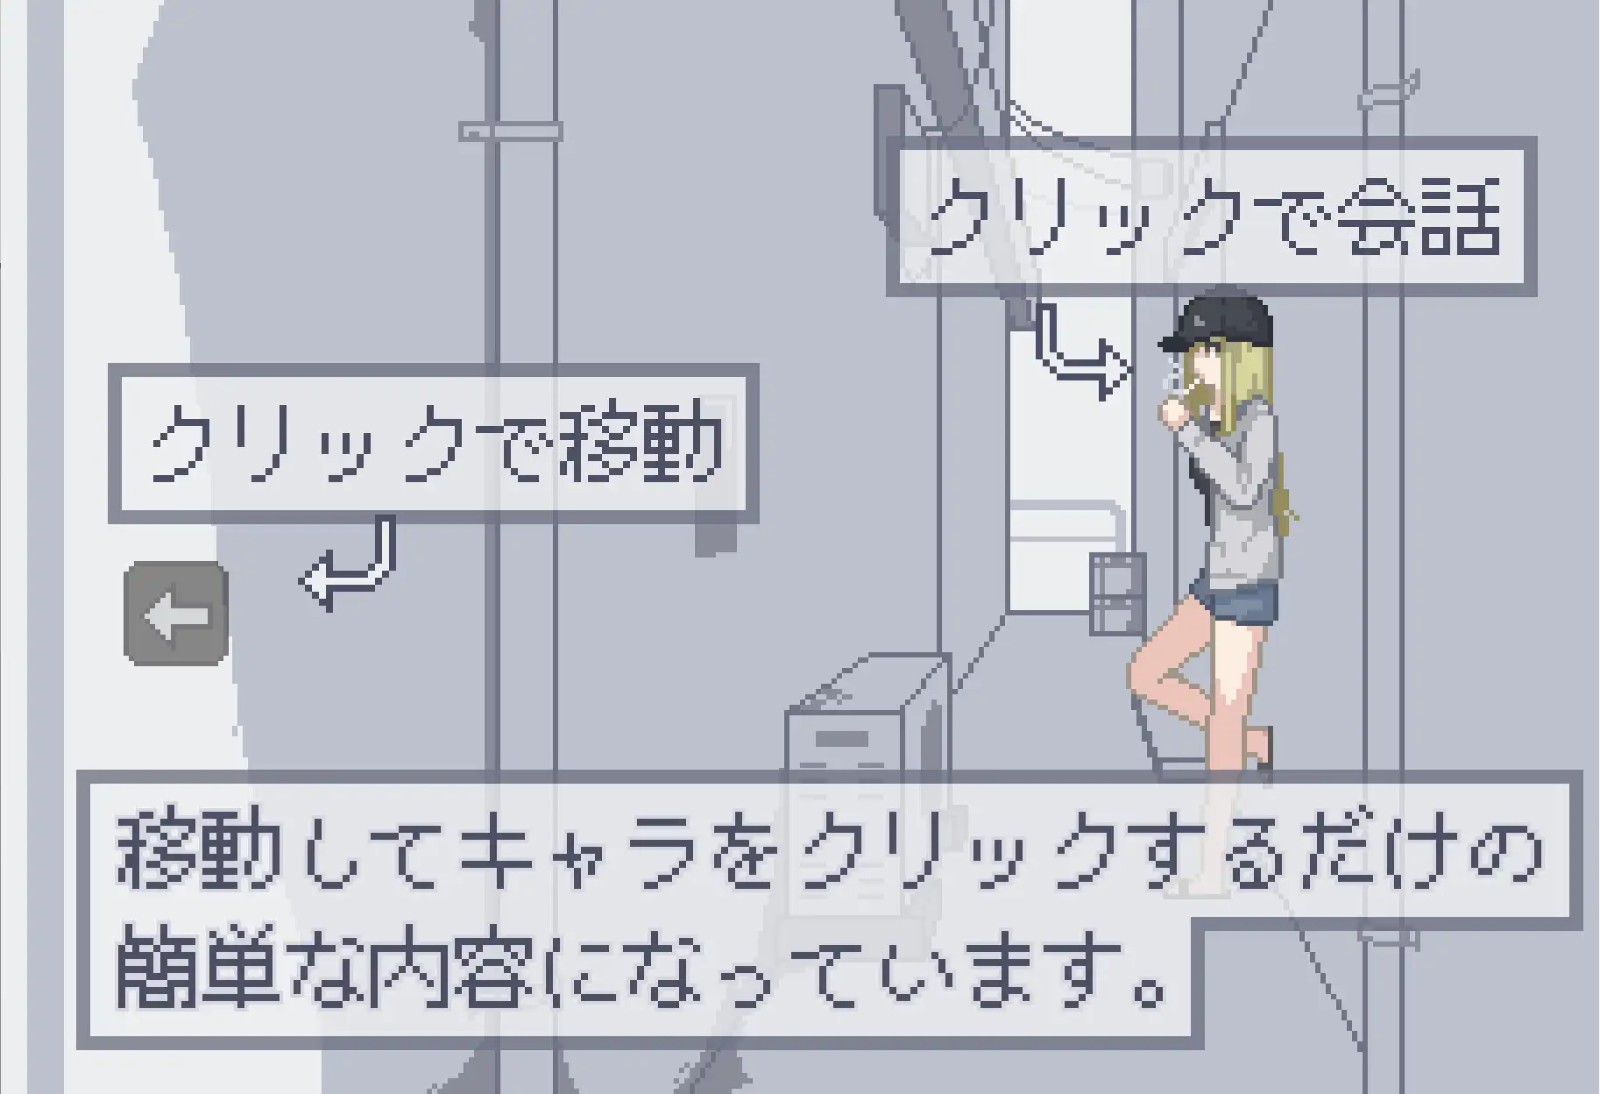 クリックで会話
クリックで移動
移動してキャラをクリックするだけの
簡単な内容になっています。